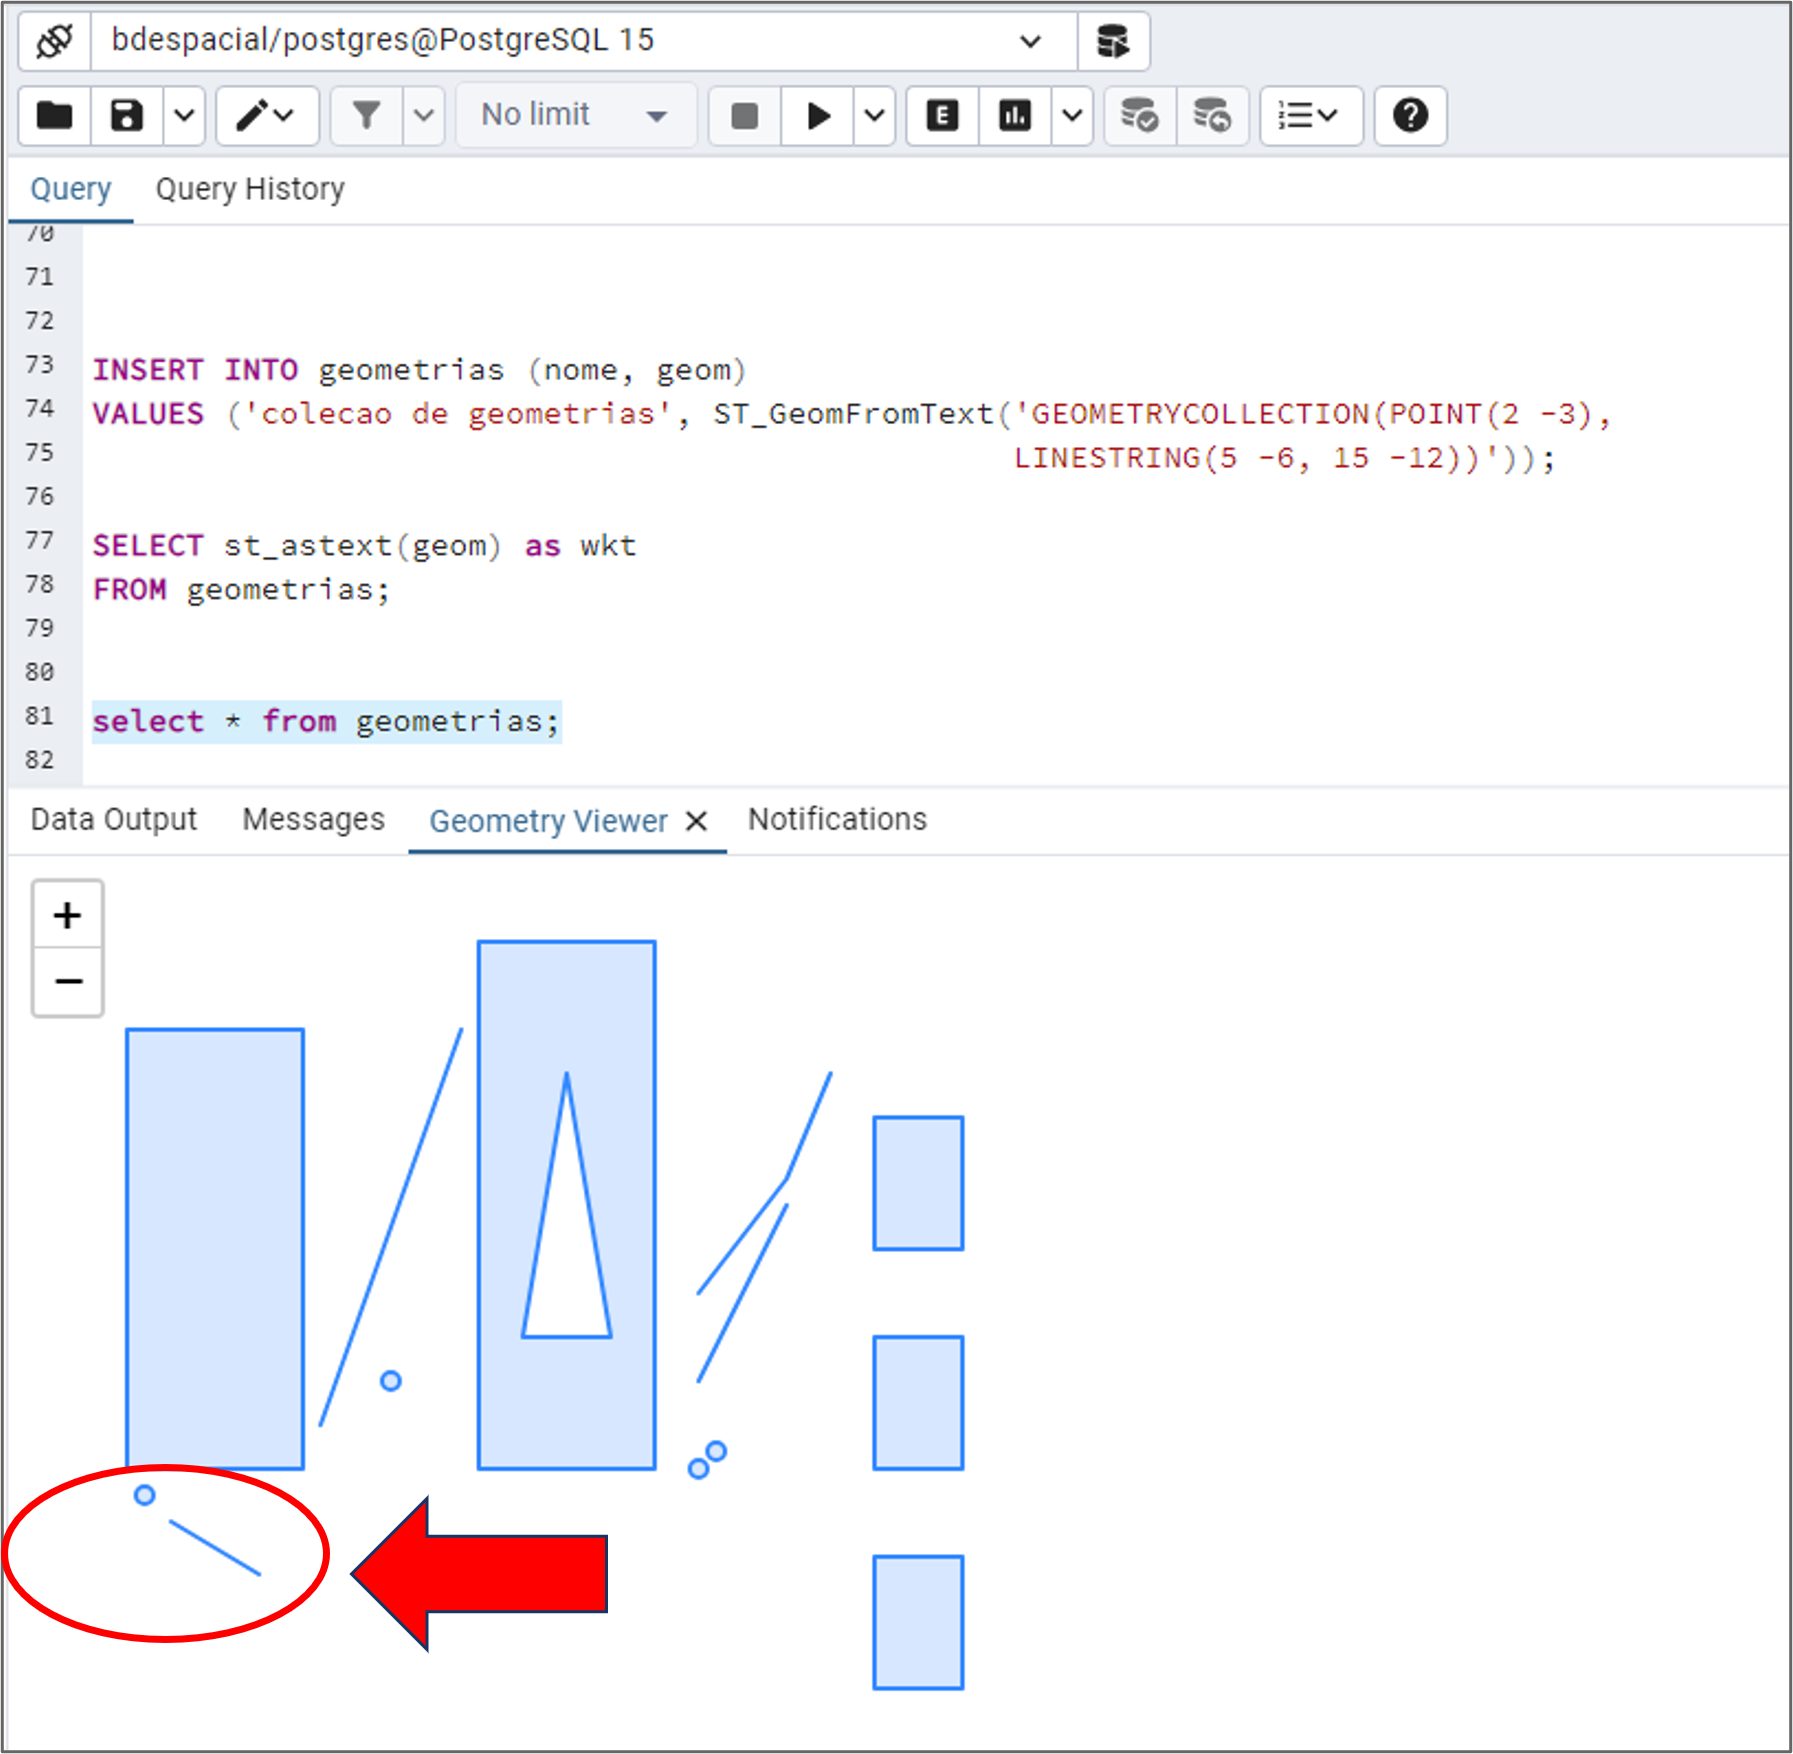 bdespacial/postgres@PostgreSQL 15
No limit
E
?
Query Query History
70
71
72
73 INSERT INTO geometrias (nome, geom)
74 VALUES ('colecao de geometrias', ST_GeomFromText('GEOMETRYCOLLECTION(POINT(2 -3),
75 LINESTRING(5 -6, 15 -12))'));
76
77 SELECT st_astext(geom) as wkt
78 FROM geometrias;
79
80
81 select * from geometrias;
82
Data Output Messages Geometry Viewer Notifications
+
−